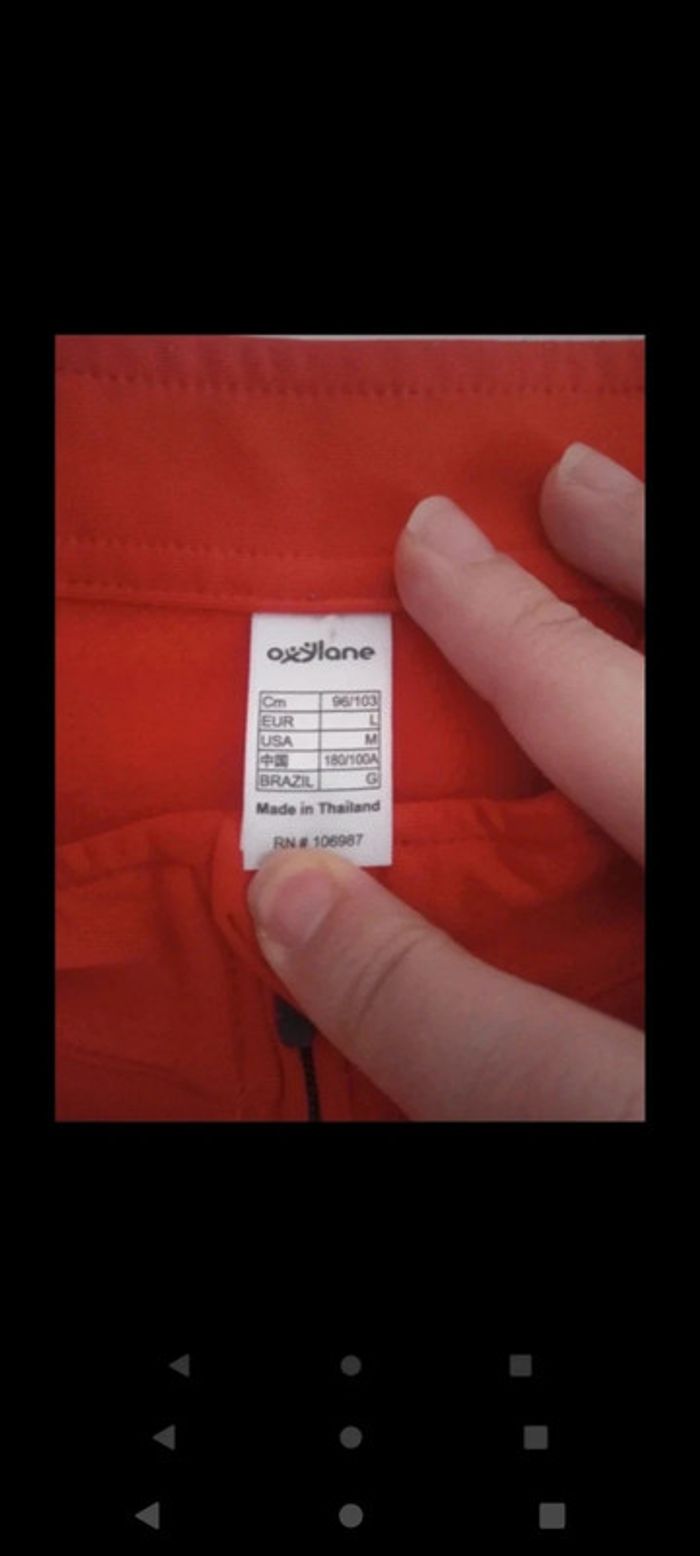 oxylane
Cm 96/103
EUR L
USA M
中国 180/100A
BRAZIL G
Made in Thailand
RN # 106987